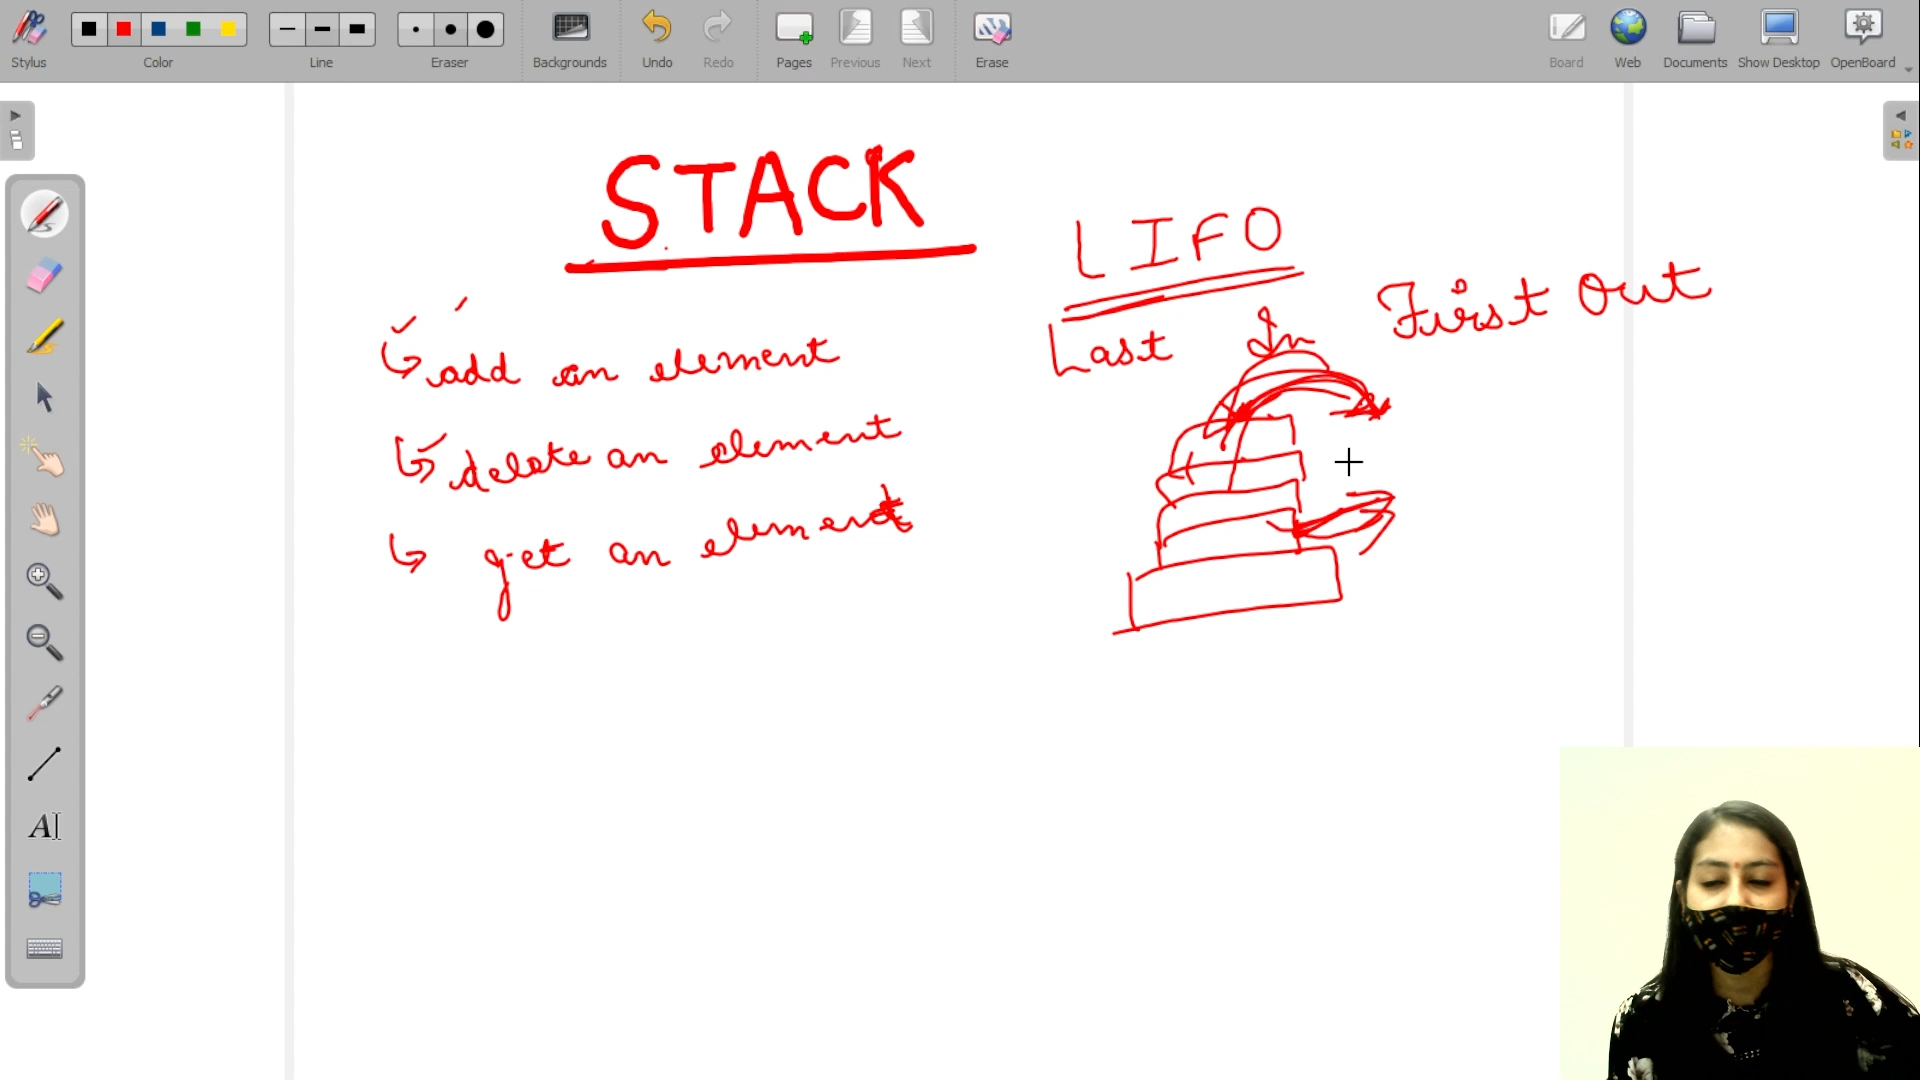 Stylus Color Line Eraser Backgrounds Undo Redo Pages Previous Next Erase Board Web Documents Show Desktop OpenBoard
STACK
LIFO
Last In First Out
add an element
delete an element
get an element